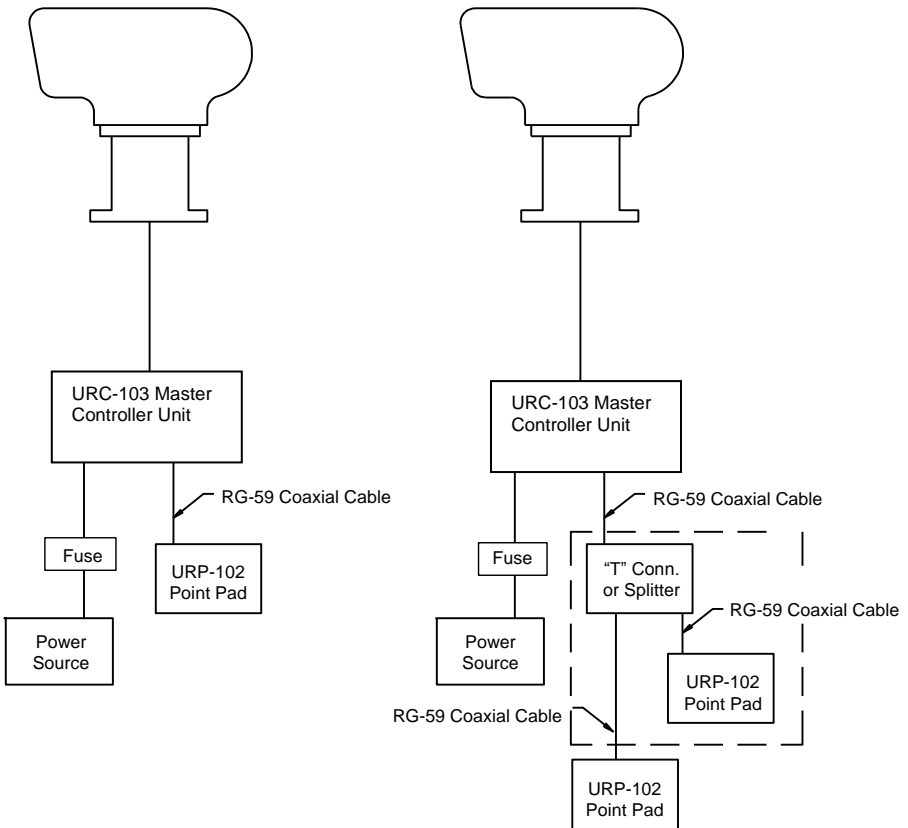 URC-103 Master
Controller Unit
RG-59 Coaxial Cable
Fuse
URP-102
Point Pad
Power
Source
URC-103 Master
Controller Unit
RG-59 Coaxial Cable
Fuse
“T” Conn.
or Splitter
RG-59 Coaxial Cable
Power
Source
URP-102
Point Pad
RG-59 Coaxial Cable
URP-102
Point Pad